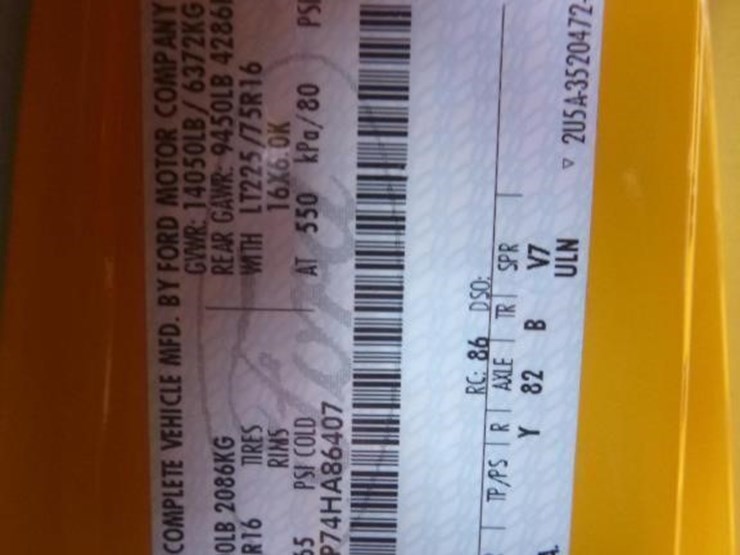 COMPLETE VEHICLE MFD. BY FORD MOTOR COMPANY
GVWR: 14050LB / 6372KG
0LB 2086KG REAR GAWR: 9450LB 4286
R16 TIRES WITH LT225/75R16
RIMS 16X6.0K
65 PSI COLD AT 550 kPa/80 PSI
P74HA86407
RC: 86 DSO:
TP/PS R AXLE TR SPR
Y 82 B V7
ULN
▽ 2U5A-3520472-